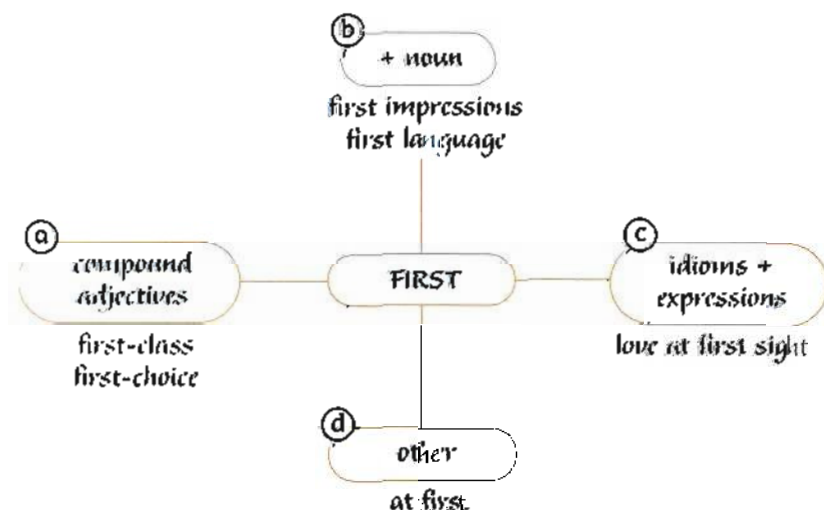 b
+ noun
first impressions
first language
a
compound
adjectives
first-class
first-choice
FIRST
c
idioms +
expressions
love at first sight
d
other
at first